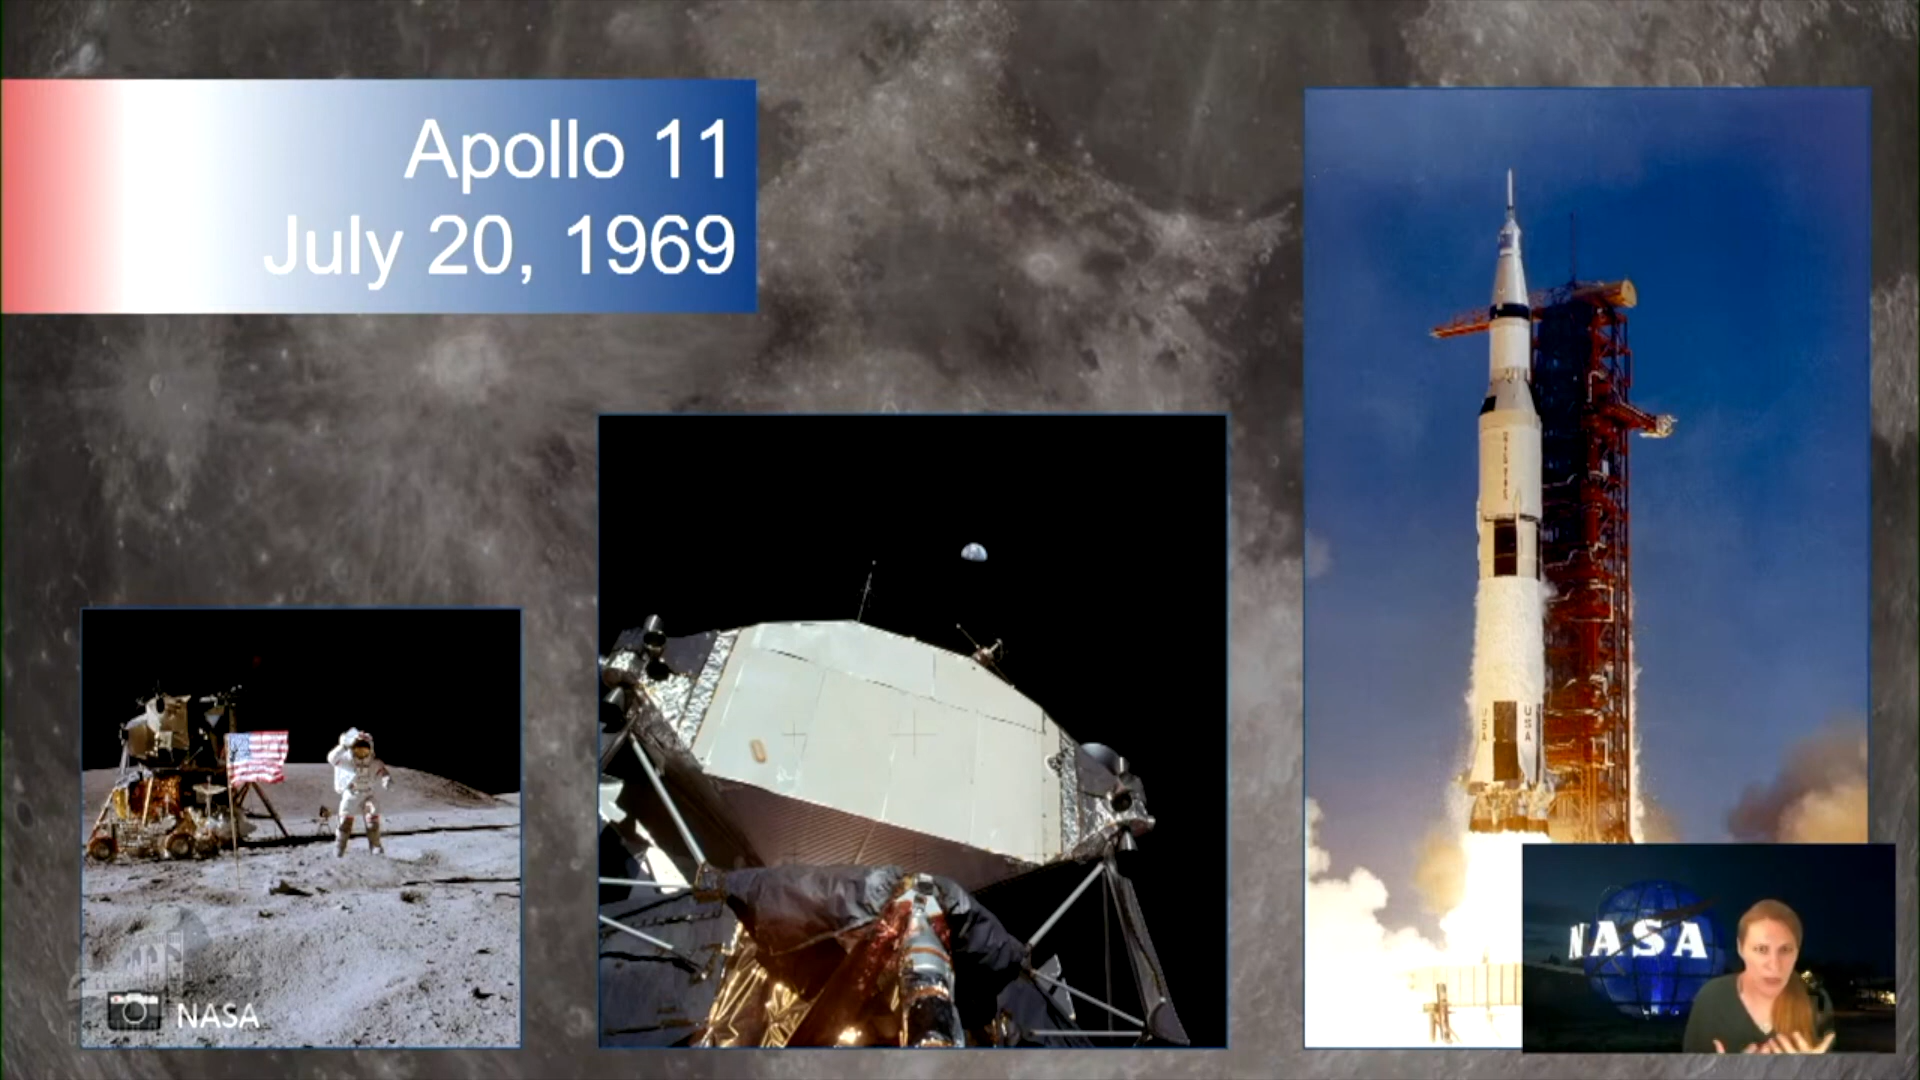 Apollo 11
July 20, 1969
USA
USA
NASA
NASA